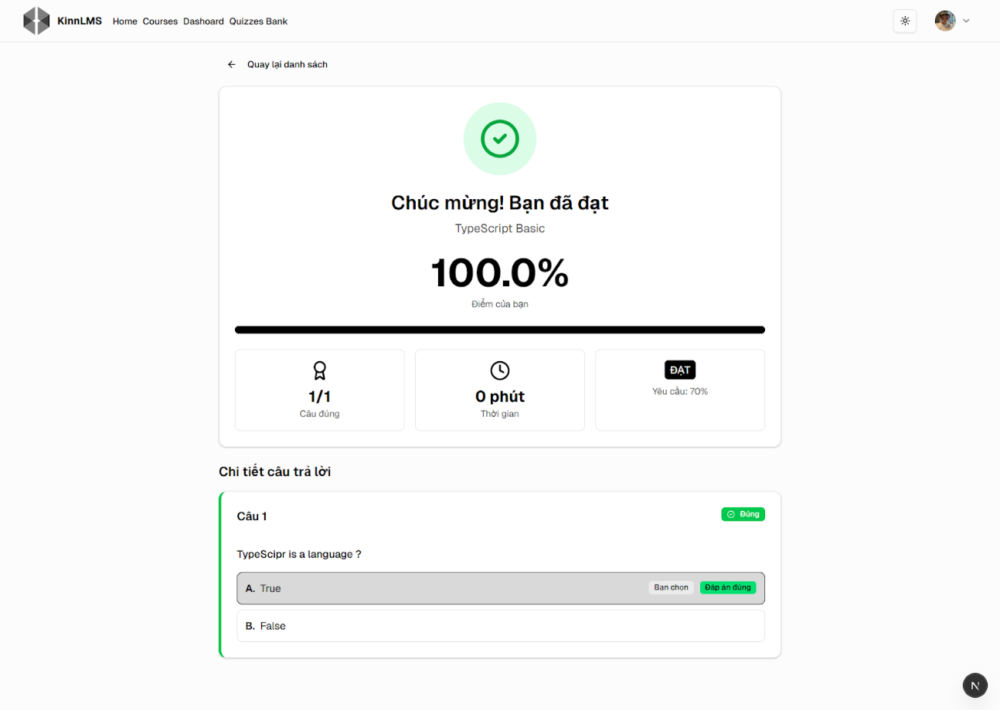 KinnLMS Home Courses Dashoard Quizzes Bank
Quay lại danh sách
Chúc mừng! Bạn đã đạt
TypeScript Basic
100.0%
Điểm của bạn
1/1
Câu đúng
0 phút
Thời gian
ĐẠT
Yêu cầu: 70%
Chi tiết câu trả lời
Câu 1
Đúng
TypeScipr is a language ?
A. True
Bạn chọn
Đáp án đúng
B. False
N